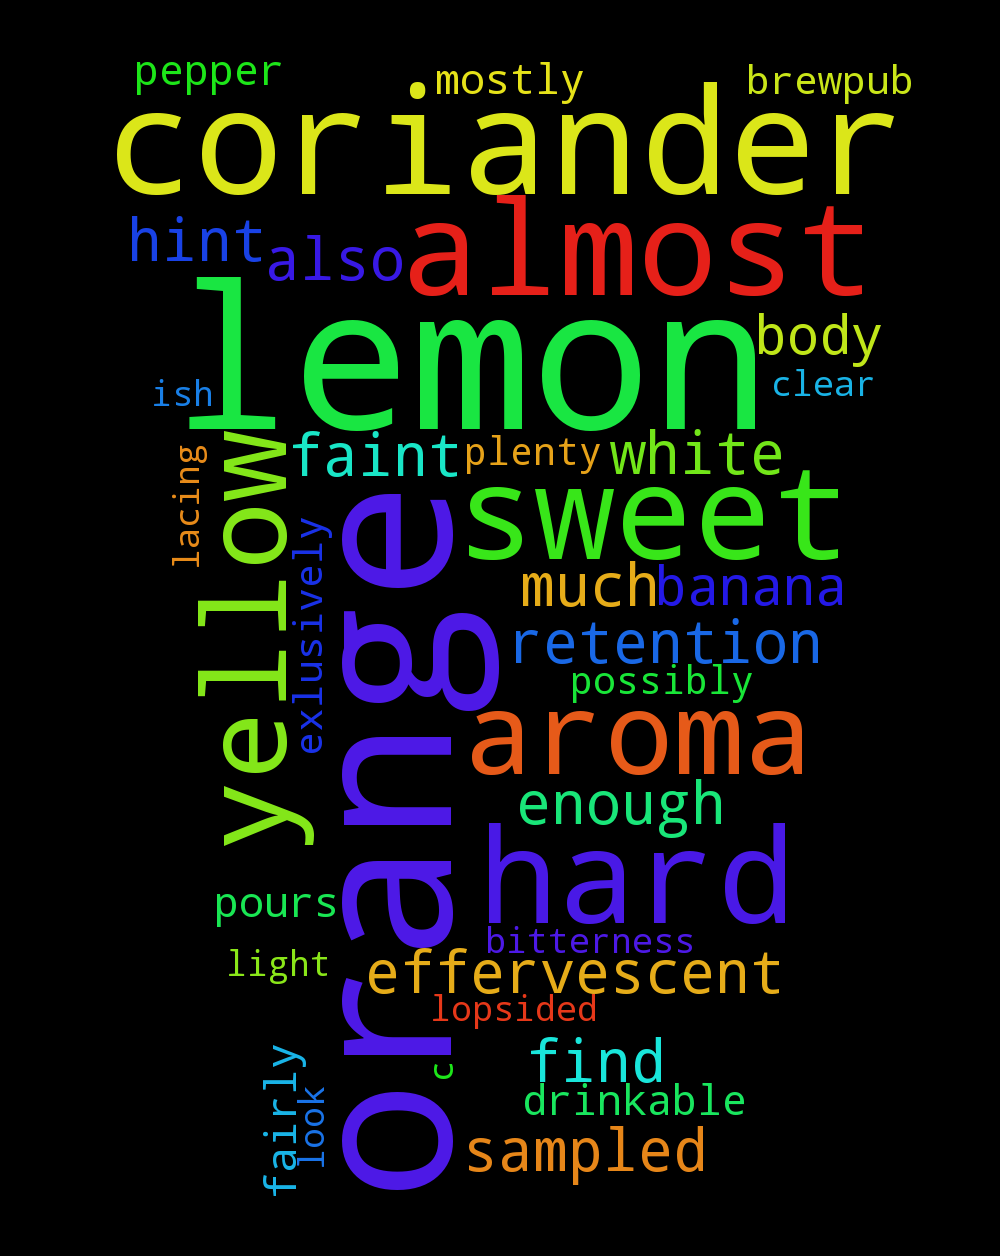 pepper
mostly
brewpub
coriander
hint
also
almost
lemon
body
clear
ish
faint
plenty
white
lacing
yellow
exlusively
orange
sweet
much
banana
retention
possibly
aroma
enough
hard
pours
bitterness
light
effervescent
lopsided
find
c
drinkable
fairly
look
sampled